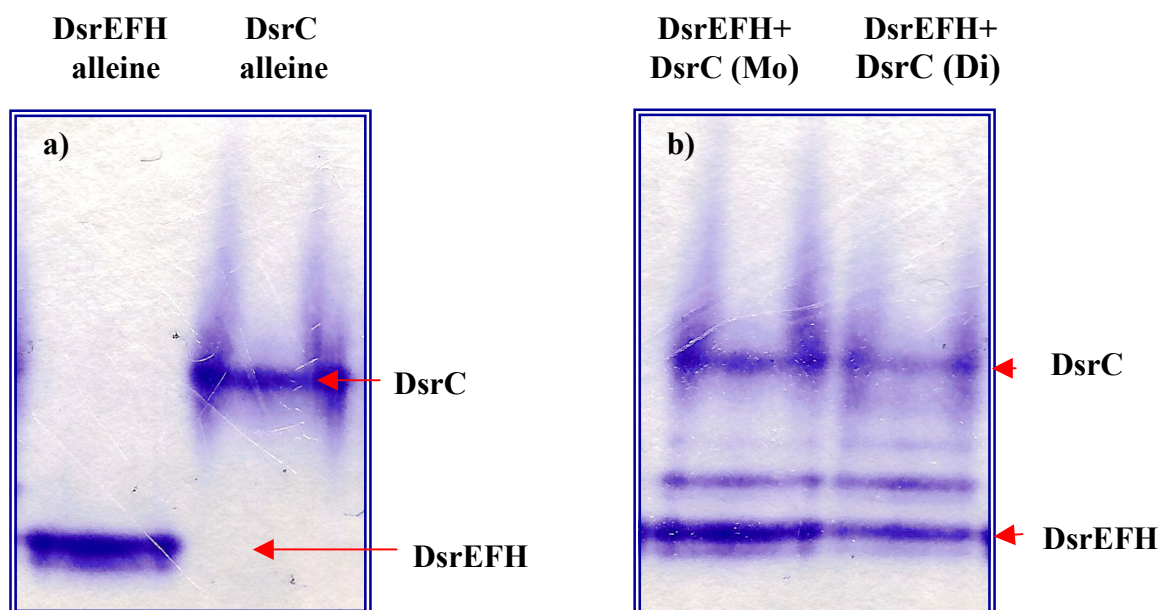 DsrEFH
alleine
DsrC
alleine
DsrEFH+
DsrC (Mo)
DsrEFH+
DsrC (Di)
a)
DsrC
DsrEFH
b)
DsrC
DsrEFH